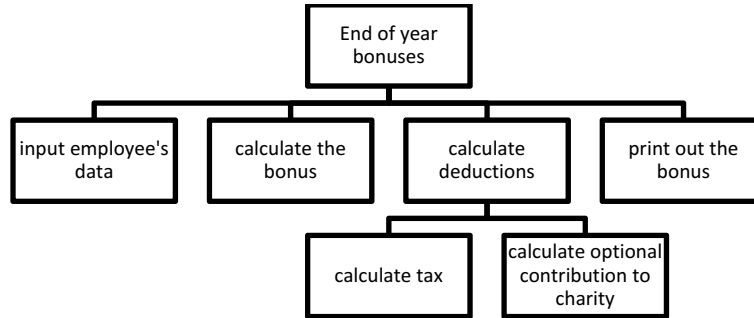 End of year
bonuses
input employee's
data
calculate the
bonus
calculate
deductions
print out the
bonus
calculate tax
calculate optional
contribution to
charity